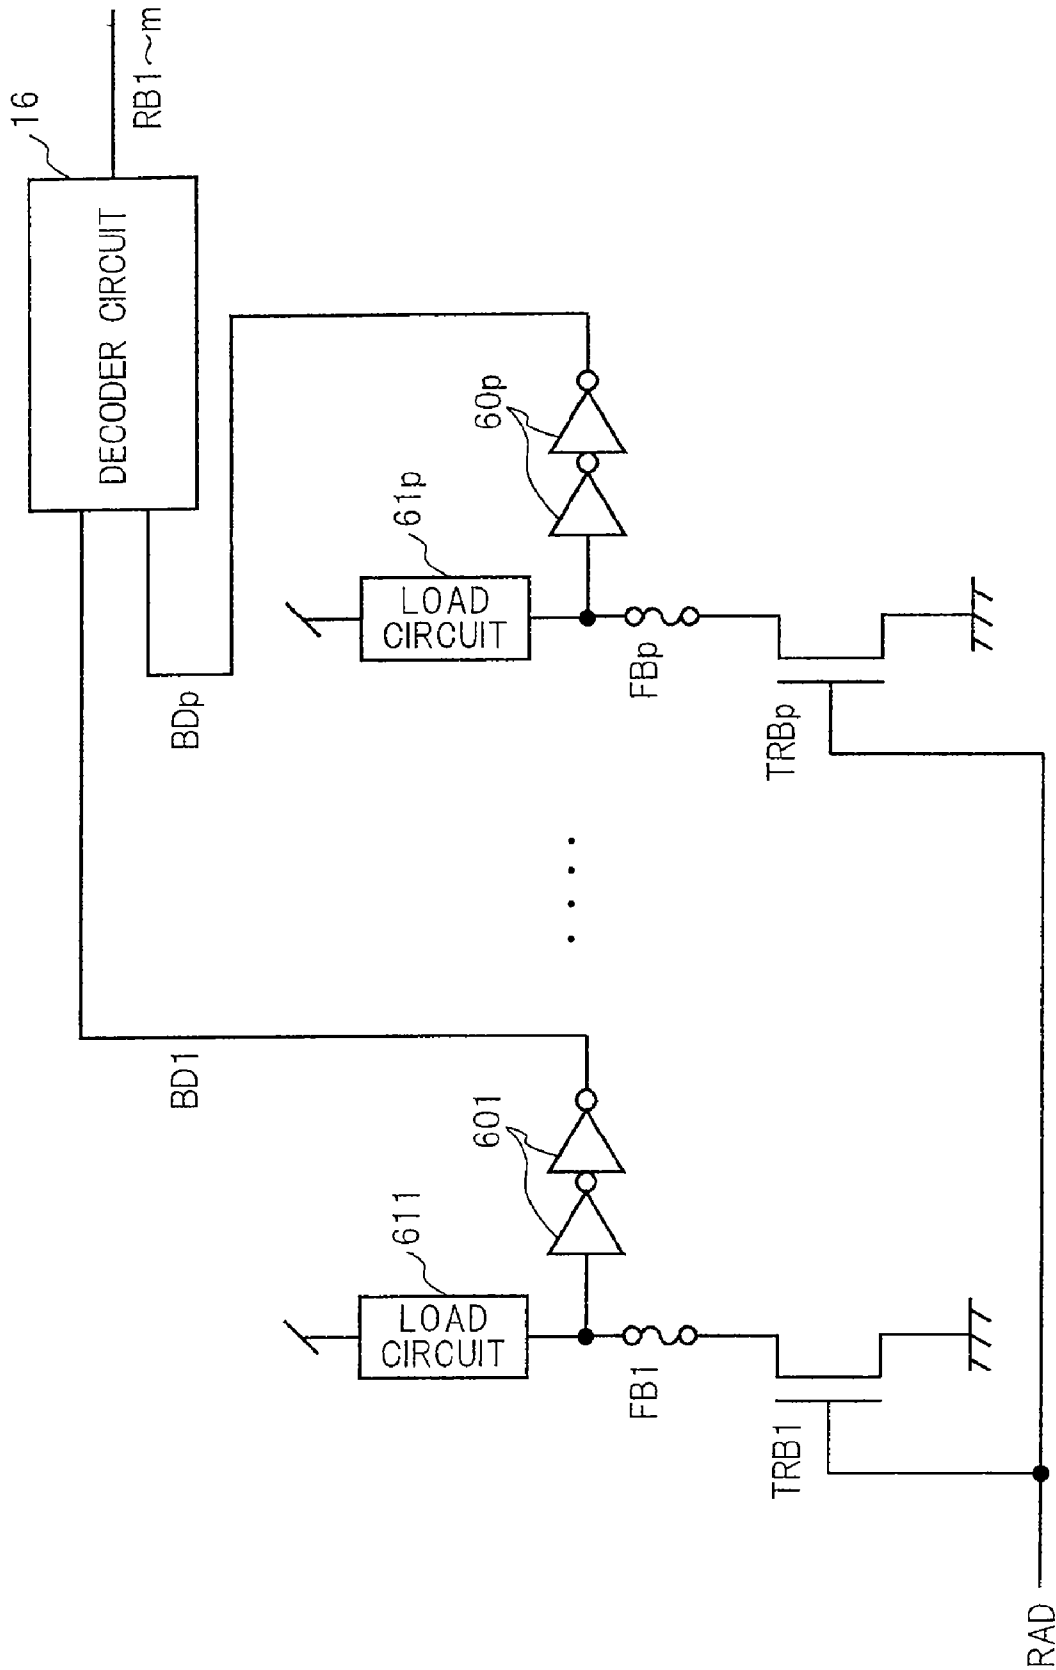 16
DECODER CIRCUIT
RB1~m
BDp
BD1
61p
LOAD
CIRCUIT
60p
FBp
TRBp
611
LOAD
CIRCUIT
601
FB1
TRB1
RAD